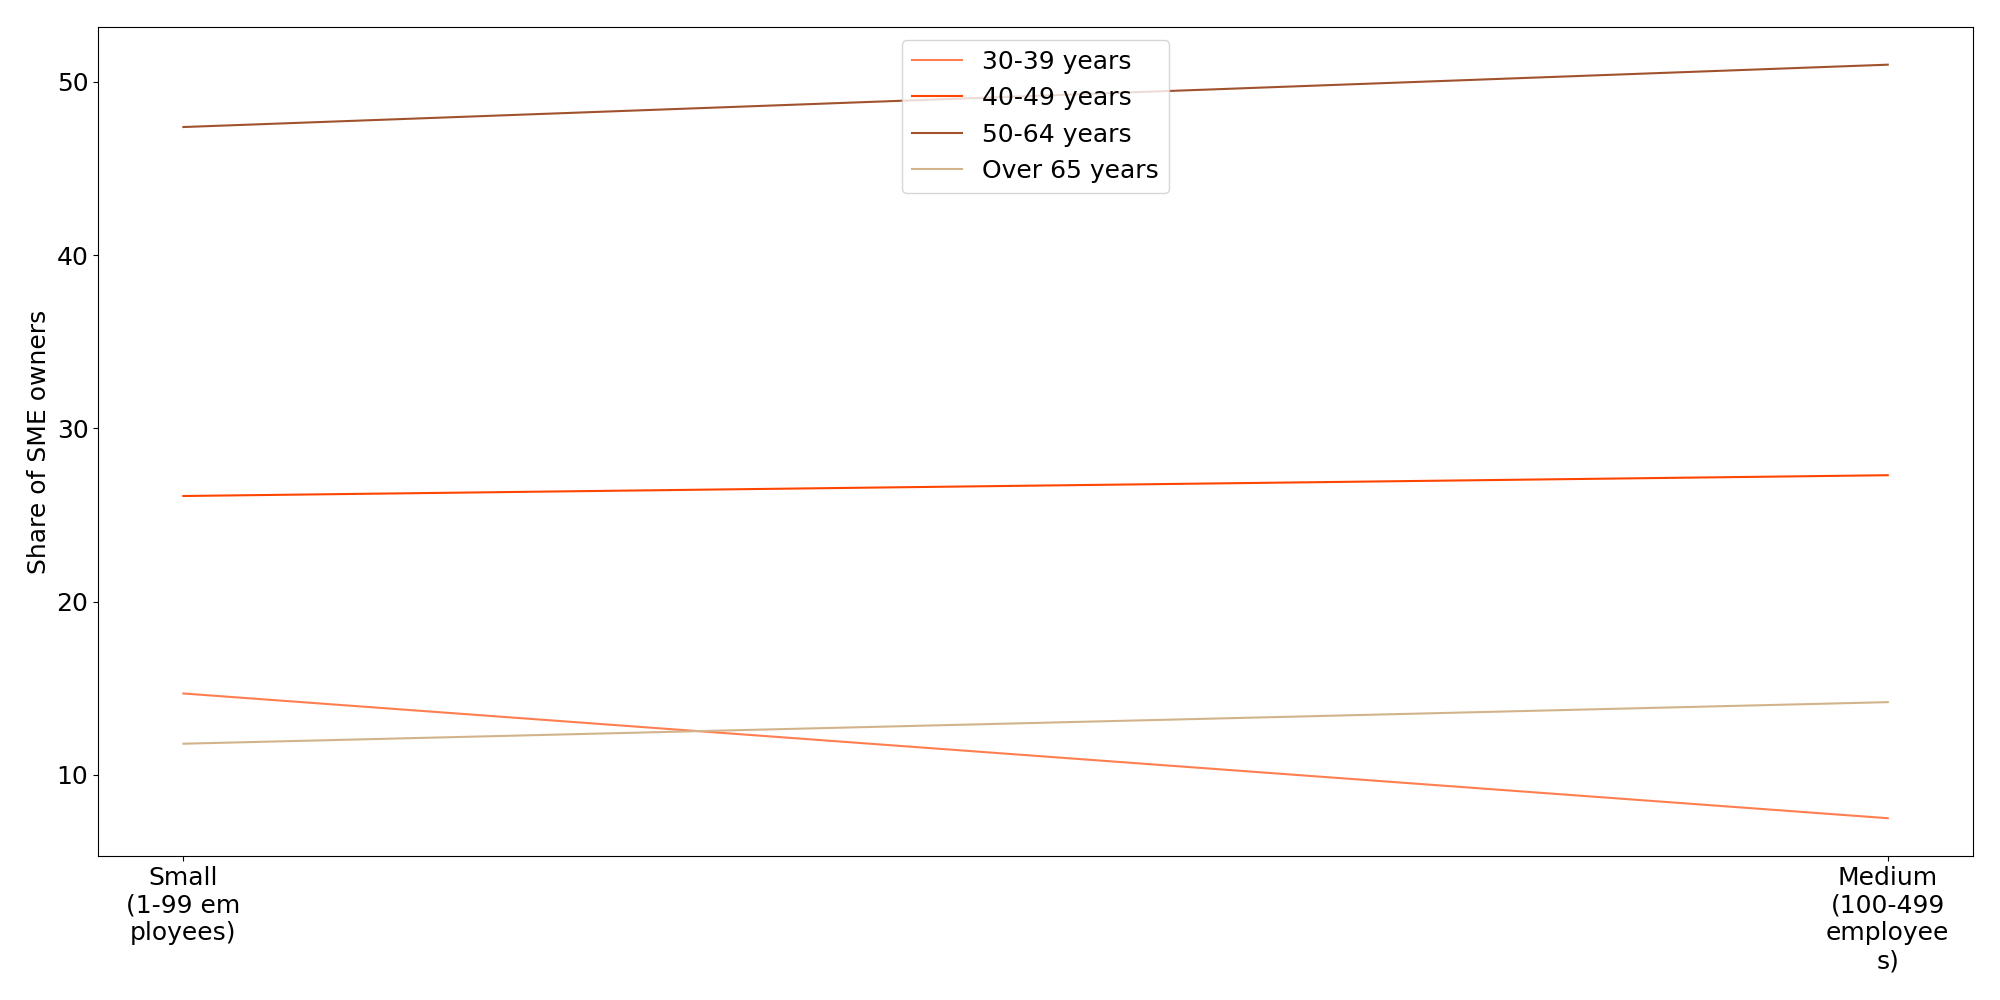 Share of SME owners
50
40
30
20
10
30-39 years
40-49 years
50-64 years
Over 65 years
Small
(1-99 em
ployees)
Medium
(100-499
employee
s)